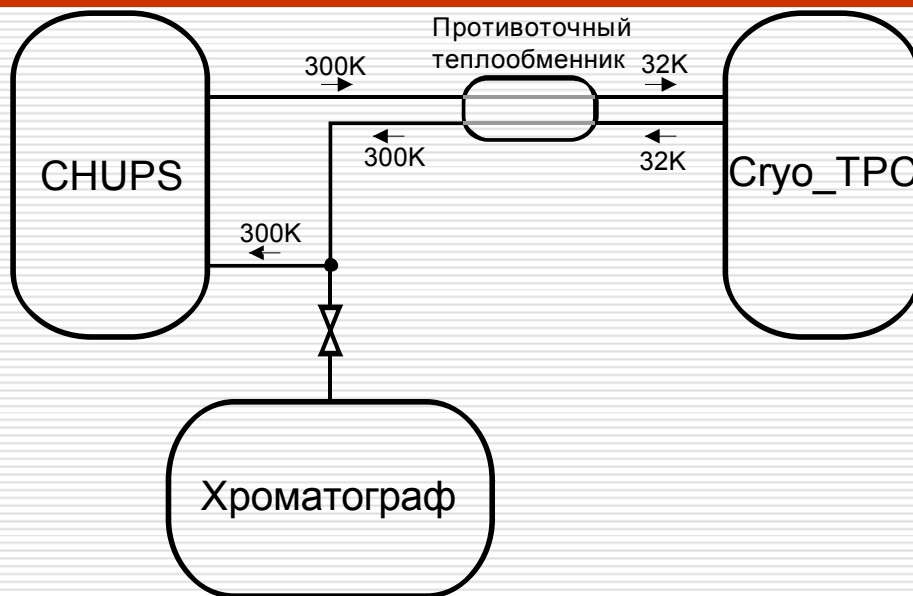 Противоточный
теплообменник
300K
32K
300K
32K
CHUPS
Cryo_TPC
300K
Хроматограф